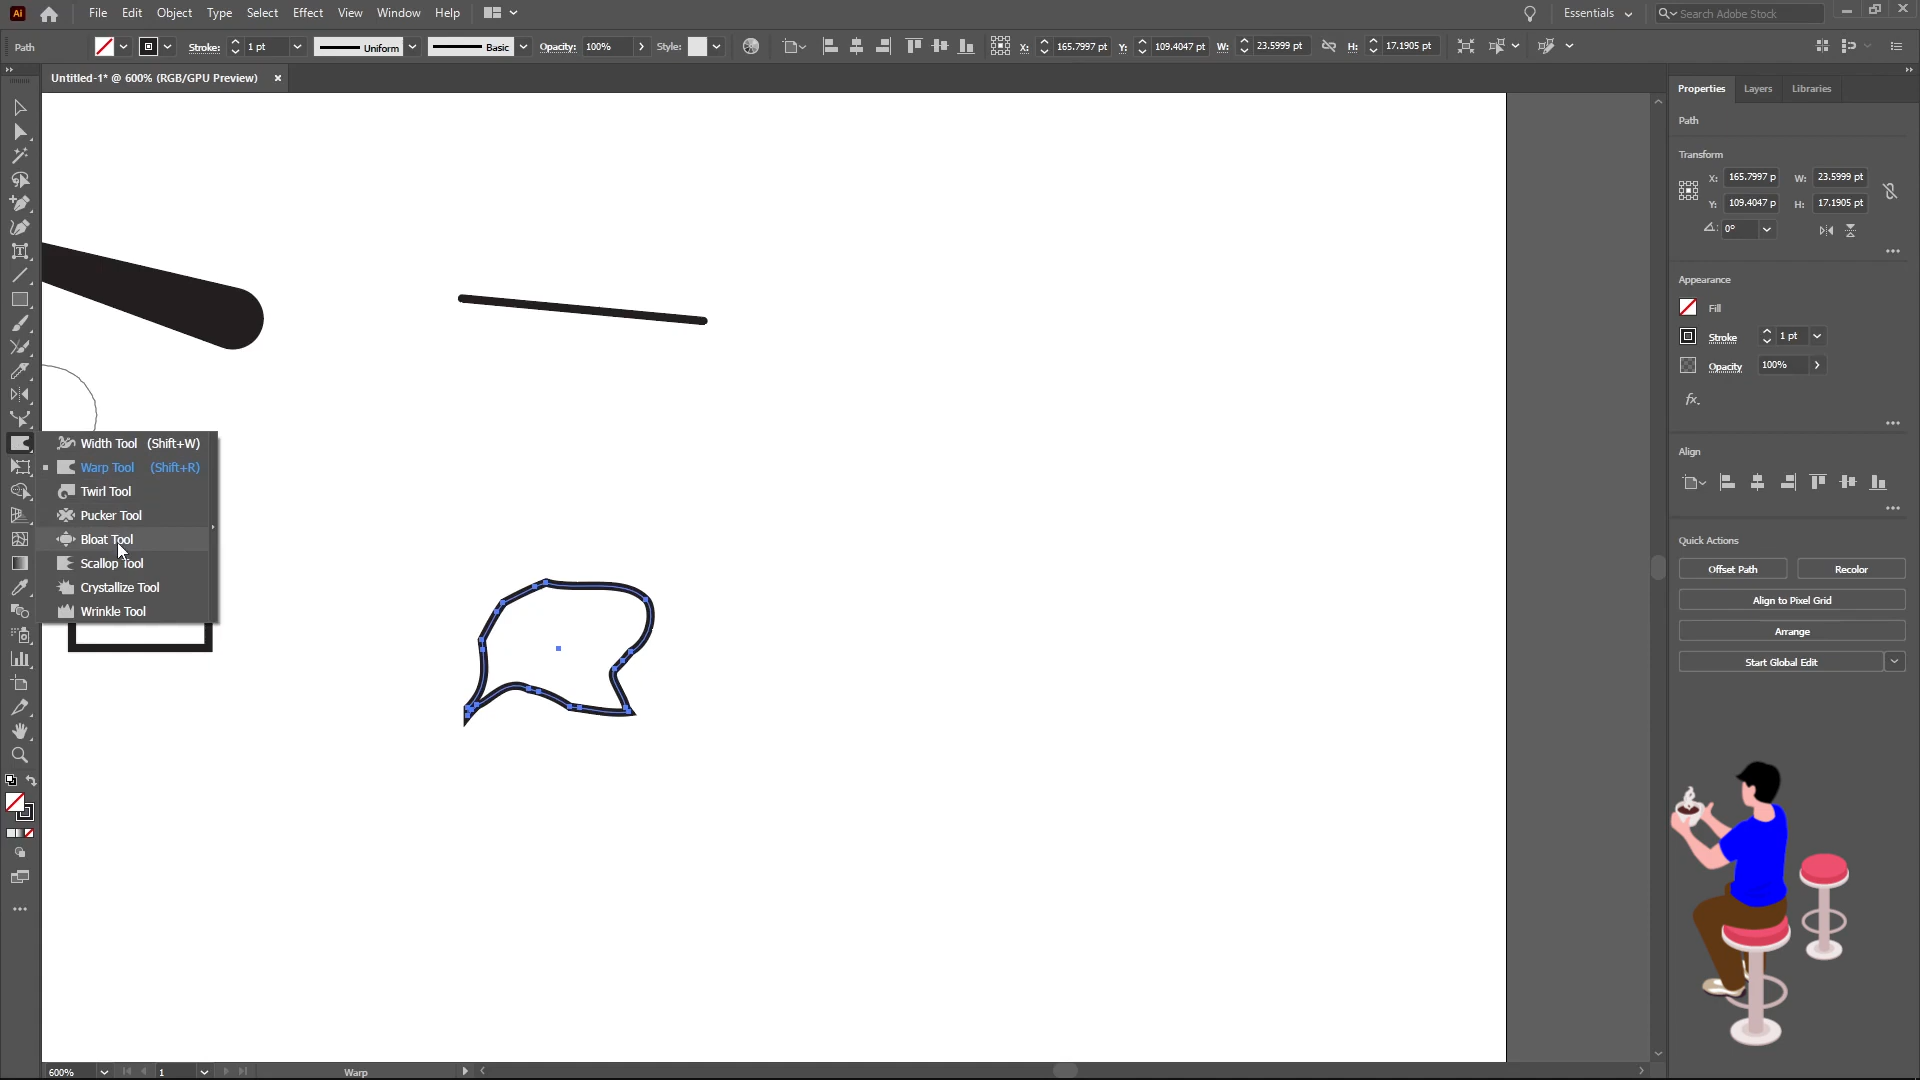 Ai File Edit Object Type Select Effect View Window Help Essentials Search Adobe Stock
Path Stroke: 1 pt Uniform Basic Opacity: 100% Style: X: 165.7997 pt Y: 109.4047 pt W: 23.5999 pt H: 17.1905 pt
Untitled-1* @ 600% (RGB/GPU Preview)
Properties Layers Libraries
Path
Transform
X: 165.7997 p W: 23.5999 pt
Y: 109.4047 p H: 17.1905 pt
0°
Appearance
Fill
Stroke 1 pt
Opacity 100%
fx.
Align
Width Tool (Shift+W)
Warp Tool (Shift+R)
Twirl Tool
Pucker Tool
Bloat Tool
Scallop Tool
Crystallize Tool
Wrinkle Tool
Quick Actions
Offset Path Recolor
Align to Pixel Grid
Arrange
Start Global Edit
600% 1 Warp